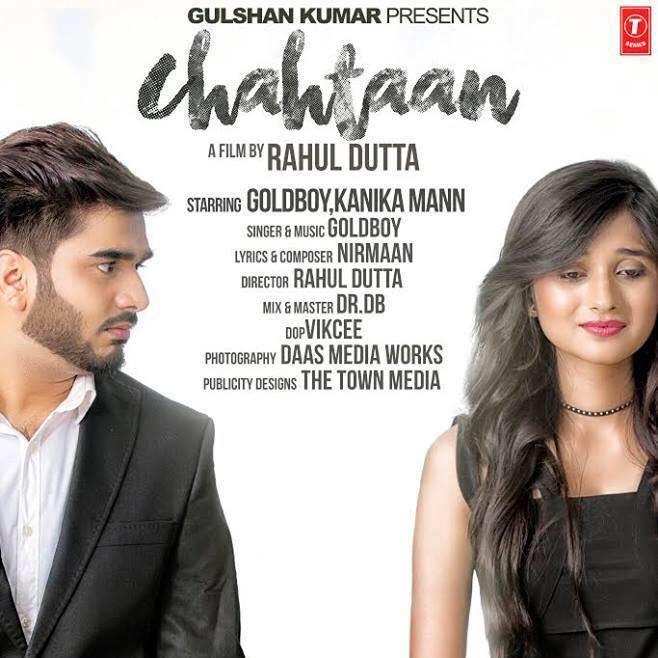 GULSHAN KUMAR PRESENTS
chahtaan
A FILM BY RAHUL DUTTA
STARRING GOLDBOY,KANIKA MANN
SINGER & MUSIC GOLDBOY
LYRICS & COMPOSER NIRMAAN
DIRECTOR RAHUL DUTTA
MIX & MASTER DR.DB
DOP VIKCEE
PHOTOGRAPHY DAAS MEDIA WORKS
PUBLICITY DESIGNS THE TOWN MEDIA
T
SERIES